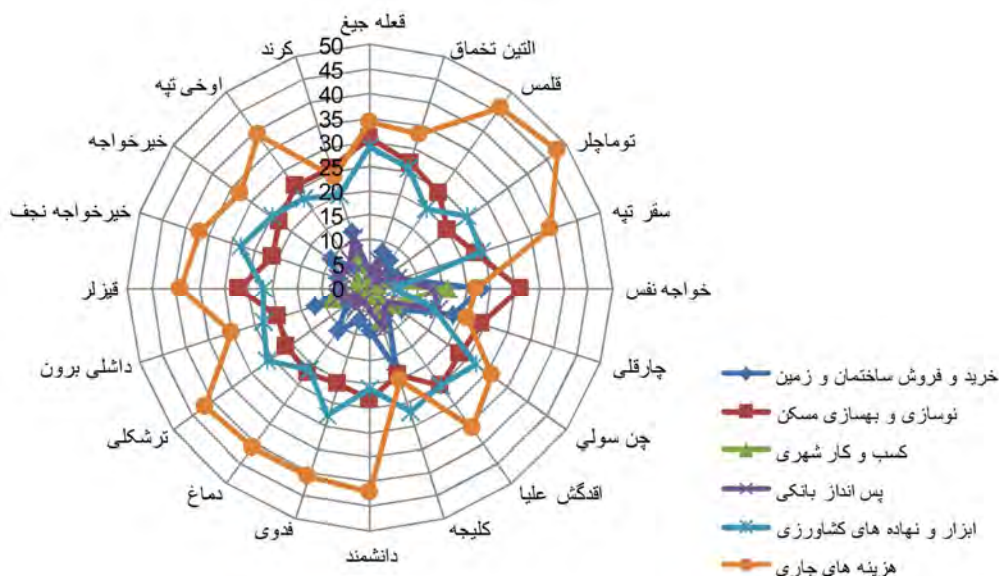 قعله جیغ
التین تخماق
قلمس
توماچلر
سقر تپه
خواجه نفس
چارقلی
چن سولي
اقدگش علیا
کلیجه
دانشمند
فدوی
دماغ
ترشکلی
داشلی برون
قیزلر
خیرخواجه نجف
خیرخواجه
اوخی تپه
کرند
50
45
40
35
30
25
20
15
10
5
0
خرید و فروش ساختمان و زمین
نوسازی و بهسازی مسکن
کسب و کار شهری
پس انداز بانکی
ابزار و نهاده های کشاورزی
هزینه های جاری